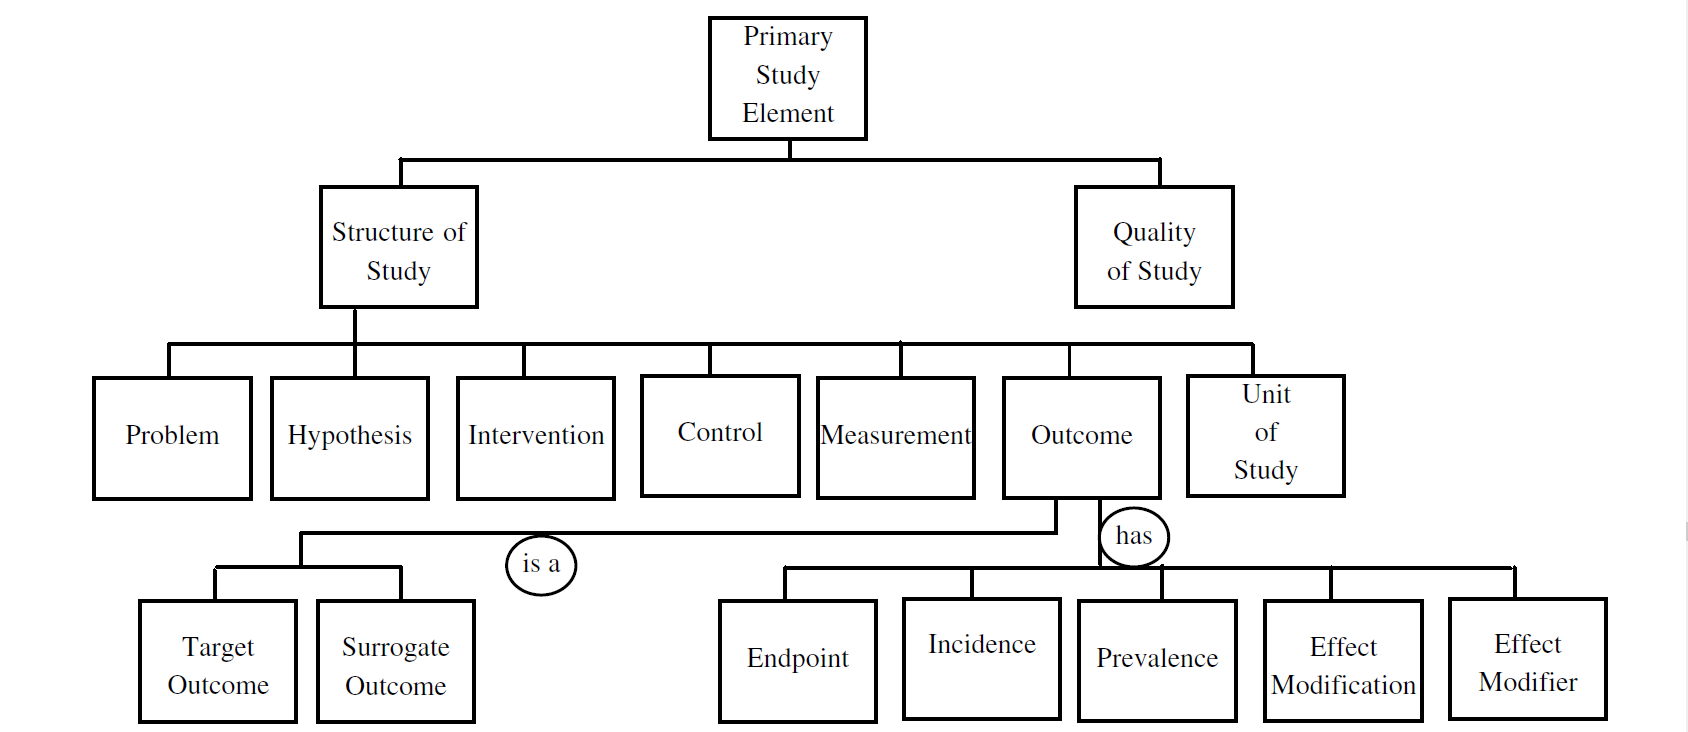 Primary
Study
Element
Structure of
Study
Quality
of Study
Problem
Hypothesis
Intervention
Control
Measurement
Outcome
Unit
of
Study
is a
has
Target
Outcome
Surrogate
Outcome
Endpoint
Incidence
Prevalence
Effect
Modification
Effect
Modifier